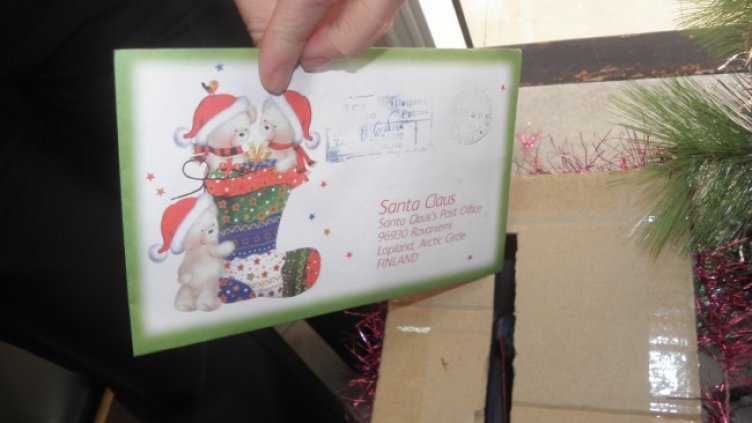 Santa Claus
Santa Claus's Post Office
96930 Rovaniemi
Lapland, Arctic Circle
FINLAND